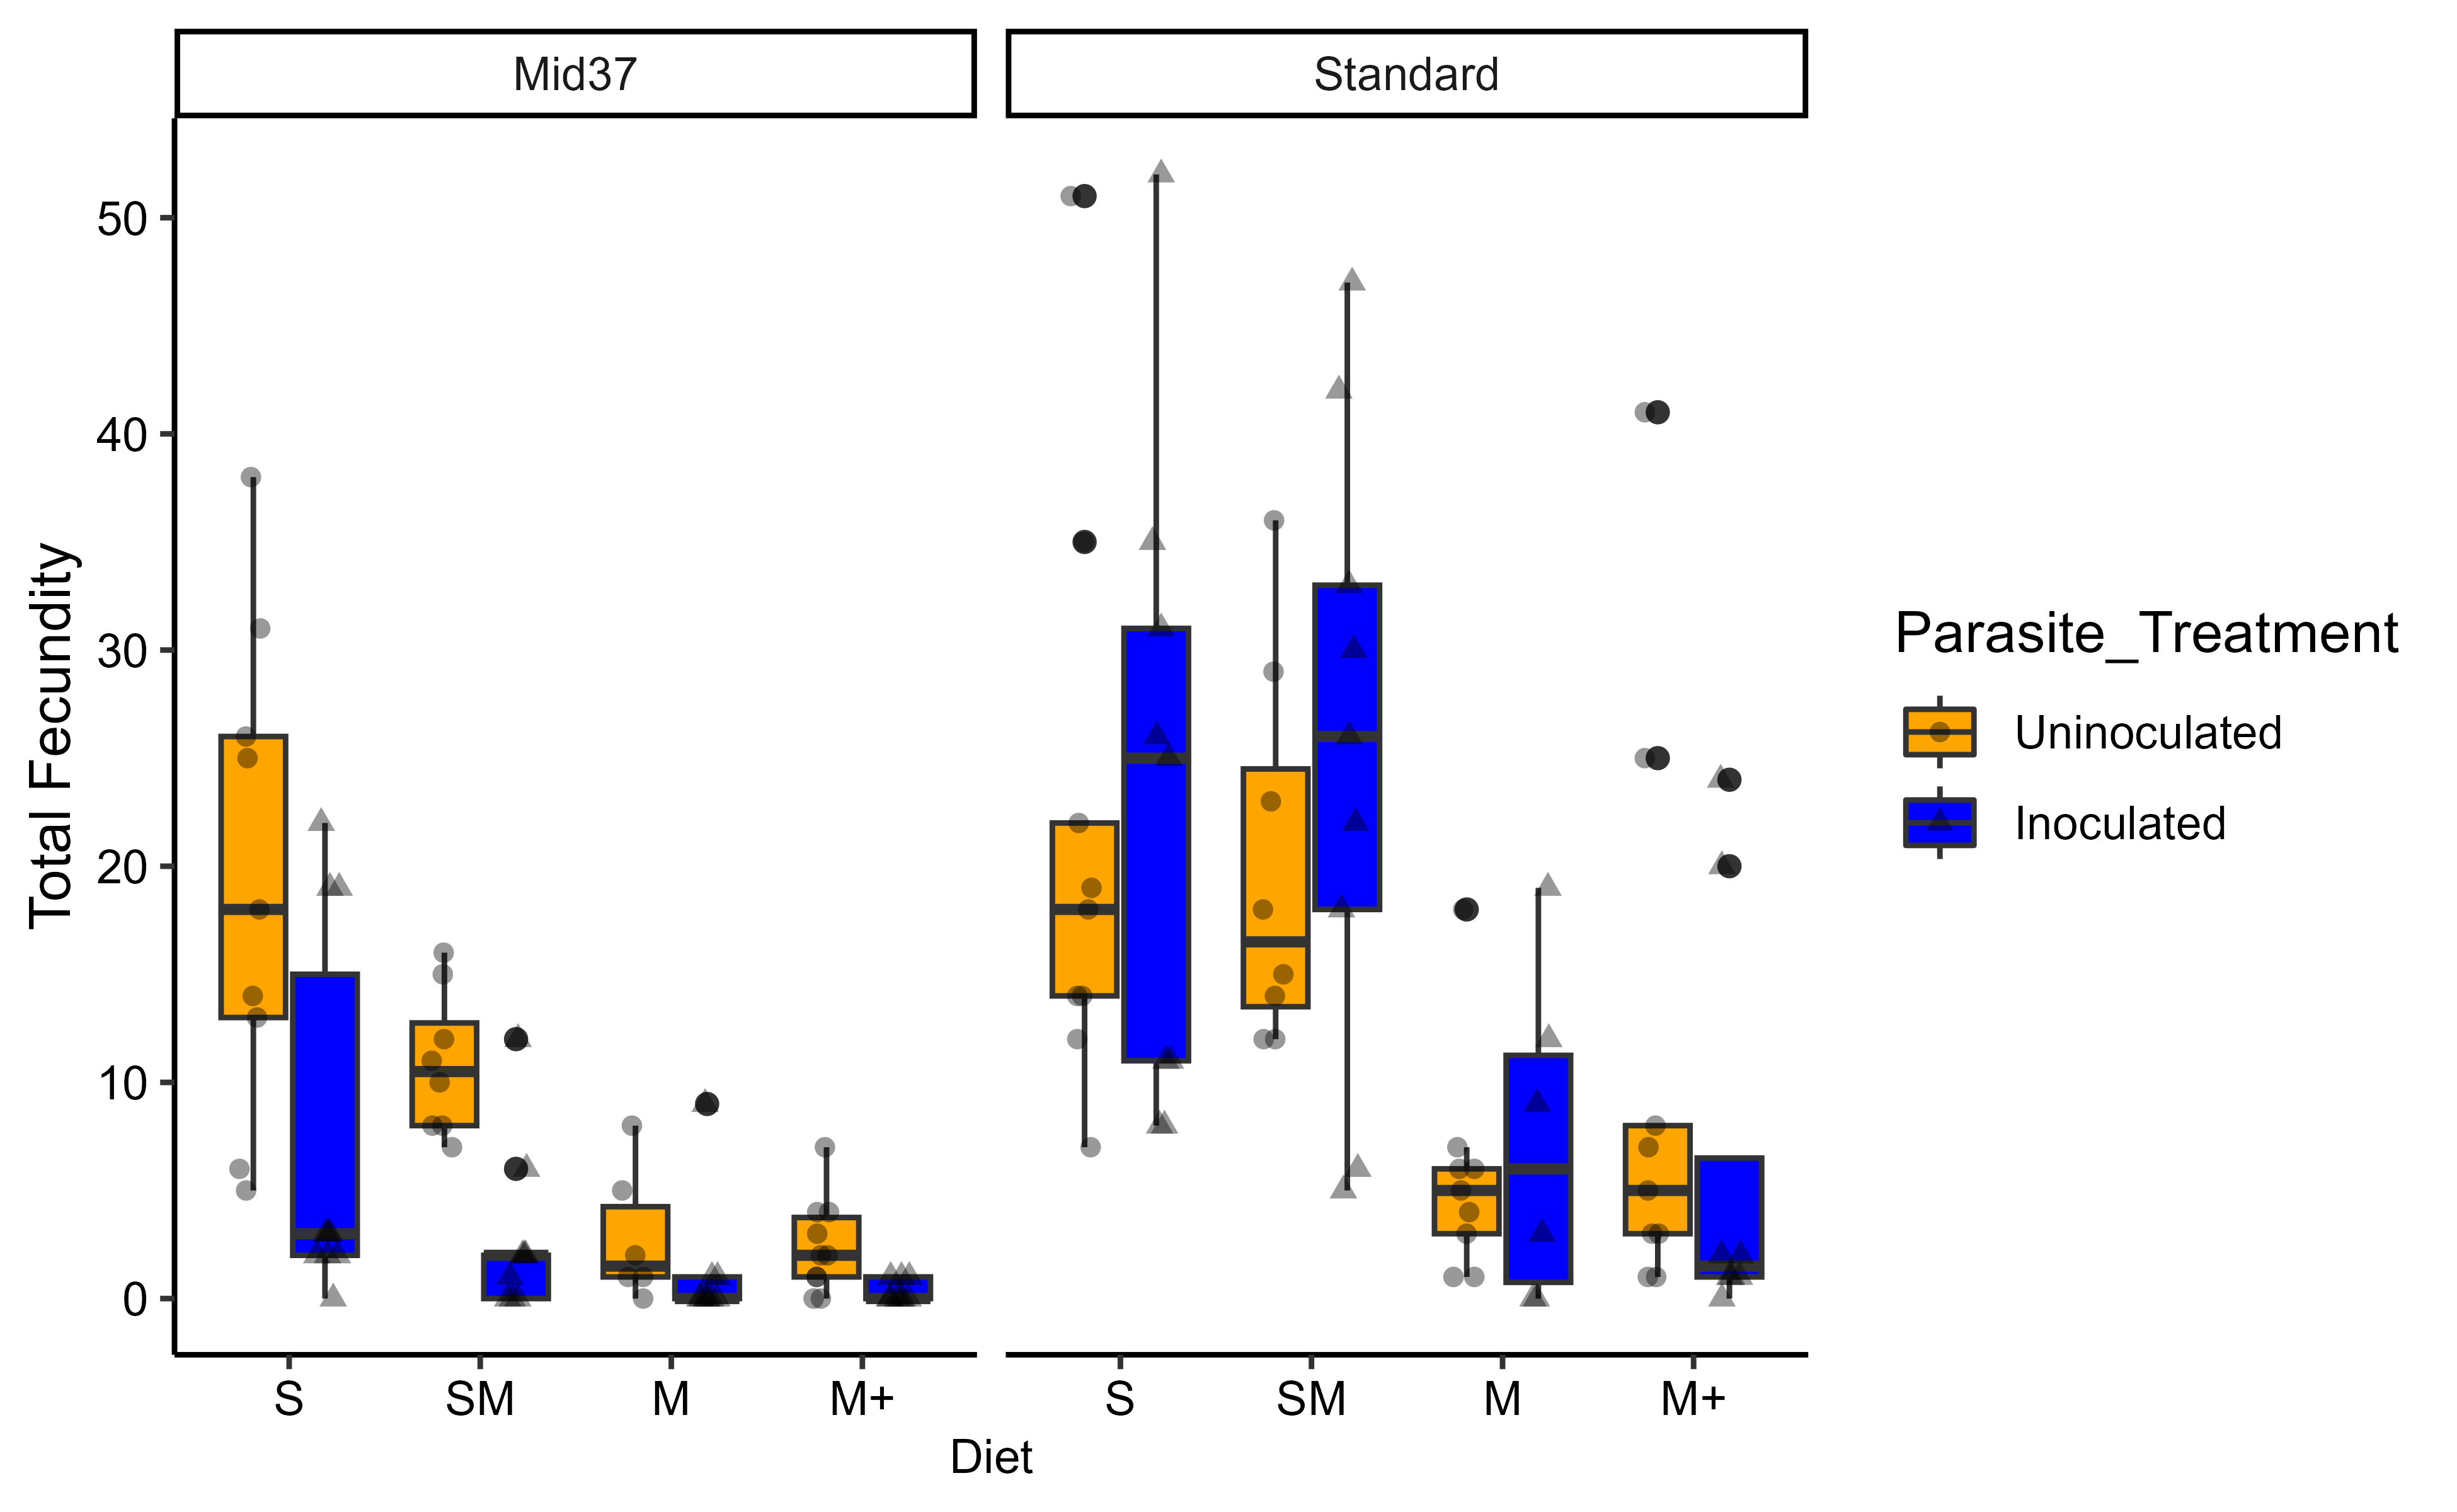 Mid37
Standard
Total Fecundity
50
40
30
20
10
0
S SM M M+
S SM M M+
Diet
Parasite_Treatment
Uninoculated
Inoculated